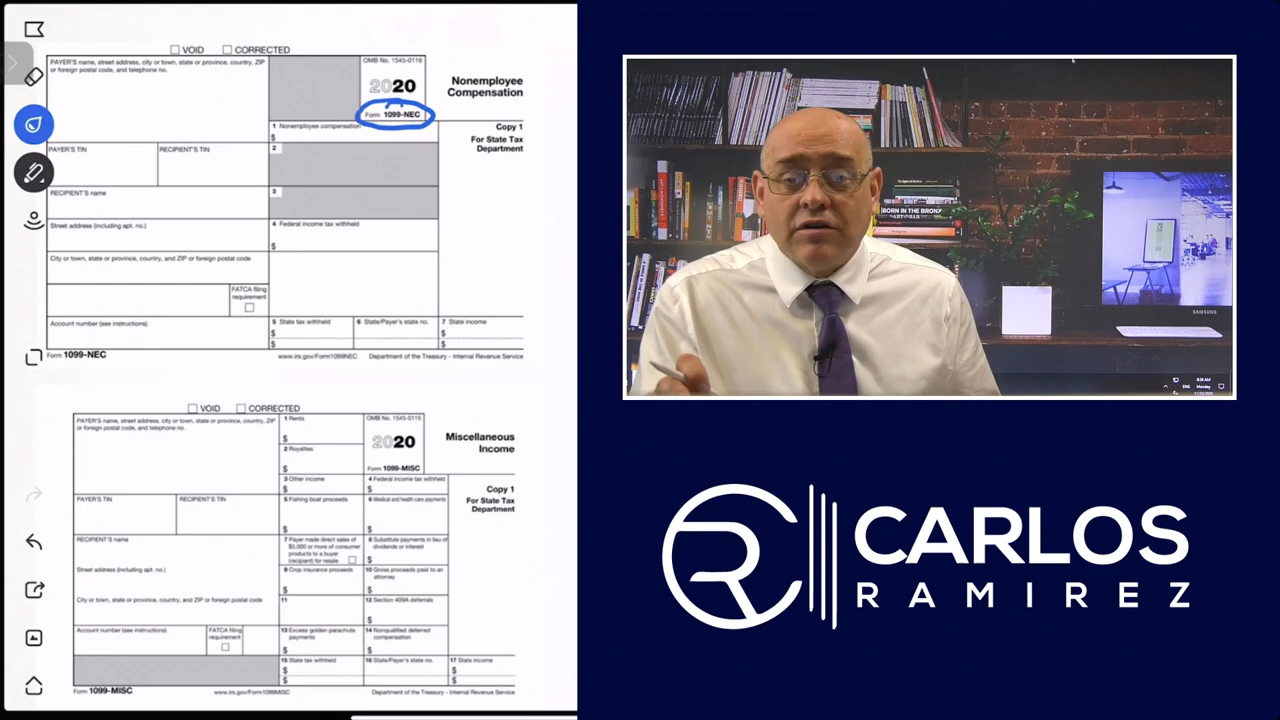 VOID CORRECTED
PAYER'S name, street address, city or town, state or province, country, ZIP
or foreign postal code, and telephone no.
OMB No. 1545-0116
2020
Form 1099-NEC
Nonemployee
Compensation
1 Nonemployee compensation
$
Copy 1
For State Tax
Department
PAYER'S TIN
RECIPIENT'S TIN
2
RECIPIENT'S name
3
Street address (including apt. no.)
4 Federal income tax withheld
$
City or town, state or province, country, and ZIP or foreign postal code
FATCA filing
requirement
Account number (see instructions)
5 State tax withheld
$
$
6 State/Payer's state no.
7 State income
$
$
Form 1099-NEC
www.irs.gov/Form1099NEC
Department of the Treasury - Internal Revenue Service
VOID CORRECTED
PAYER'S name, street address, city or town, state or province, country, ZIP
or foreign postal code, and telephone no.
1 Rents
$
2 Royalties
$
OMB No. 1545-0115
2020
Form 1099-MISC
Miscellaneous
Income
3 Other income
$
4 Federal income tax withheld
$
Copy 1
For State Tax
Department
PAYER'S TIN
RECIPIENT'S TIN
5 Fishing boat proceeds
$
6 Medical and health care payments
$
RECIPIENT'S name
7 Payer made direct sales of
$5,000 or more of consumer
products to a buyer
(recipient) for resale
8 Substitute payments in lieu of
dividends or interest
$
Street address (including apt. no.)
9 Crop insurance proceeds
$
10 Gross proceeds paid to an
attorney
$
City or town, state or province, country, and ZIP or foreign postal code
11
12 Section 409A deferrals
$
Account number (see instructions)
FATCA filing
requirement
13 Excess golden parachute
payments
$
14 Nonqualified deferred
compensation
$
15 State tax withheld
$
$
16 State/Payer's state no.
17 State income
$
$
Form 1099-MISC
www.irs.gov/Form1099MISC
Department of the Treasury - Internal Revenue Service
BORN IN THE BRONX
SAMSUNG
ENG
Monday
CARLOS
RAMIREZ